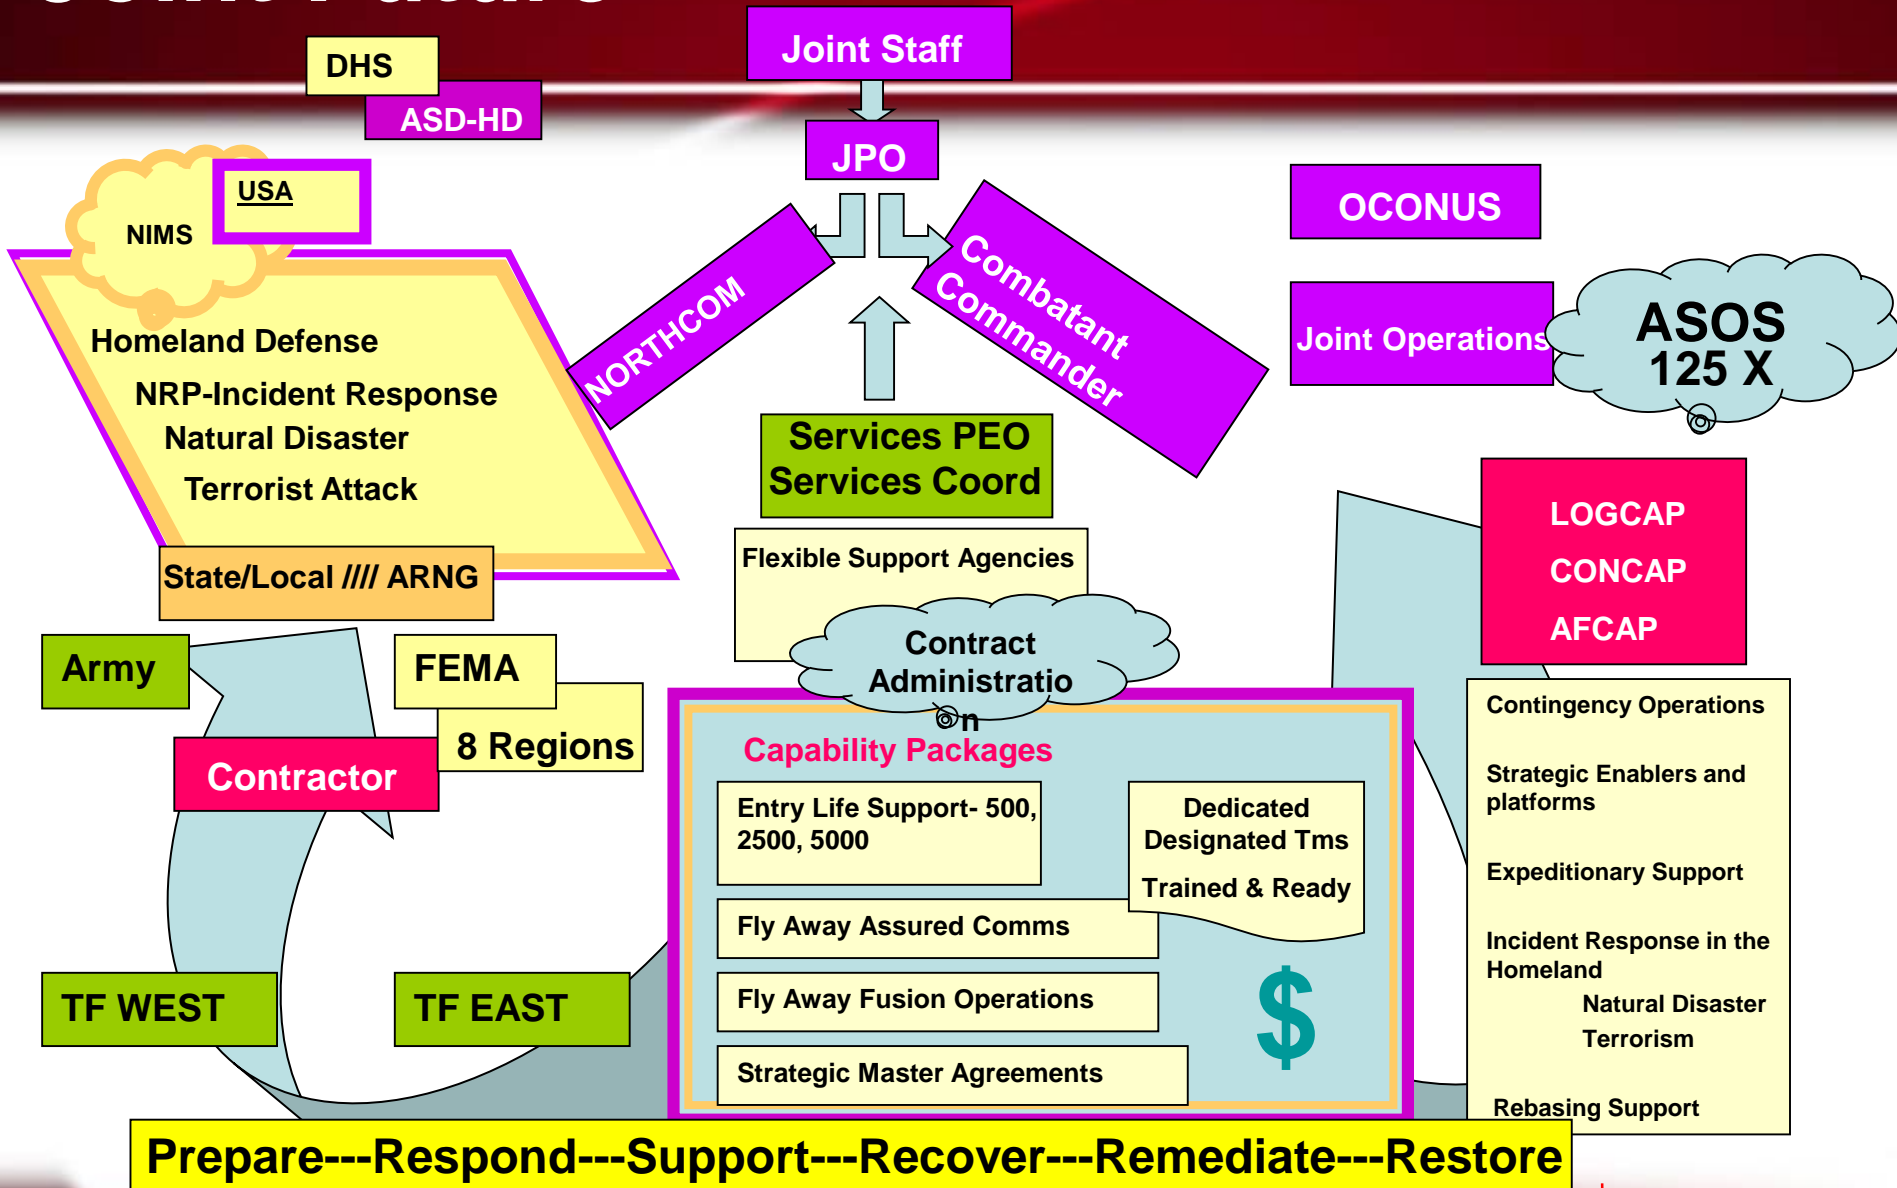 Joint Staff
DHS
ASD-HD
JPO
USA
NIMS
OCONUS
Homeland Defense
NRP-Incident Response
Natural Disaster
Terrorist Attack
NORTHCOM
Combatant
Commander
Joint Operations
ASOS
125 X
Services PEO
Services Coord
State/Local //// ARNG
Flexible Support Agencies
Contract
Administratio
n
LOGCAP
CONCAP
AFCAP
Army
FEMA
8 Regions
Contractor
TF WEST
TF EAST
Capability Packages
Entry Life Support- 500,
2500, 5000
Fly Away Assured Comms
Fly Away Fusion Operations
Strategic Master Agreements
Dedicated
Designated Tms
Trained & Ready
$
Contingency Operations
Strategic Enablers and
platforms
Expeditionary Support
Incident Response in the
Homeland
Natural Disaster
Terrorism
Rebasing Support
Prepare---Respond---Support---Recover---Remediate---Restore